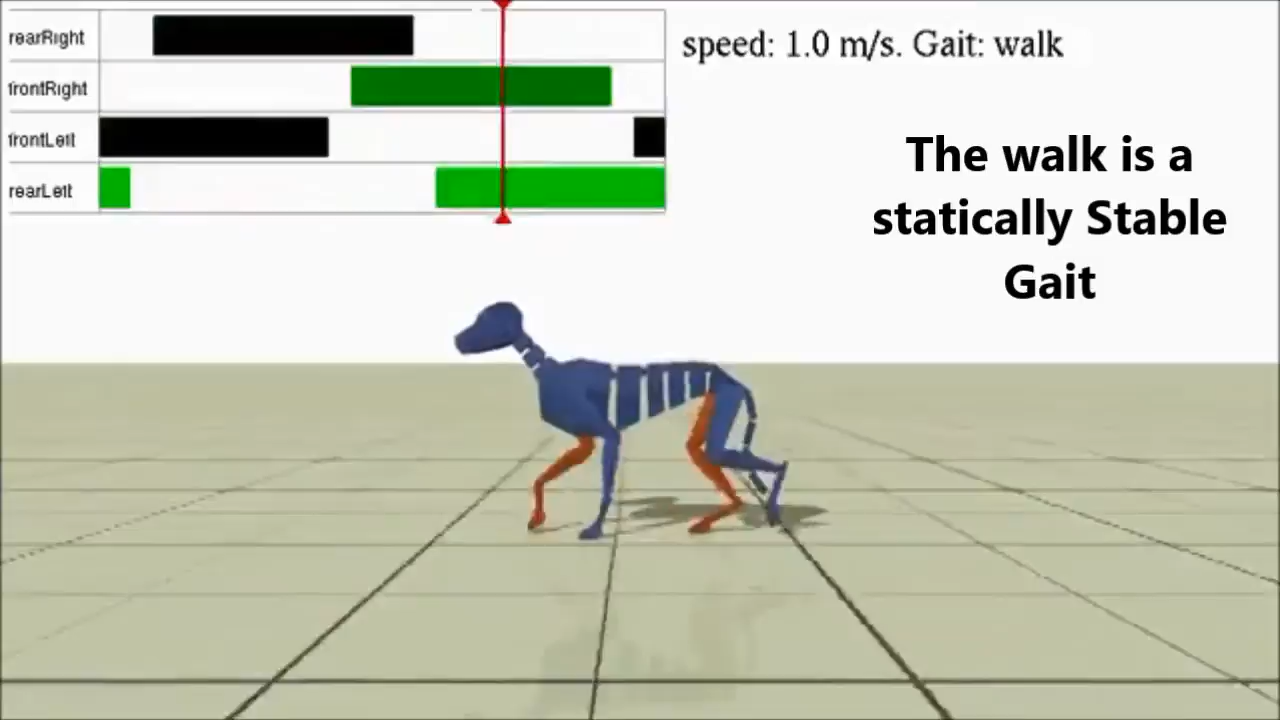 rearRight
frontRight
frontLeft
rearLeft
speed: 1.0 m/s. Gait: walk
The walk is a
statically Stable
Gait